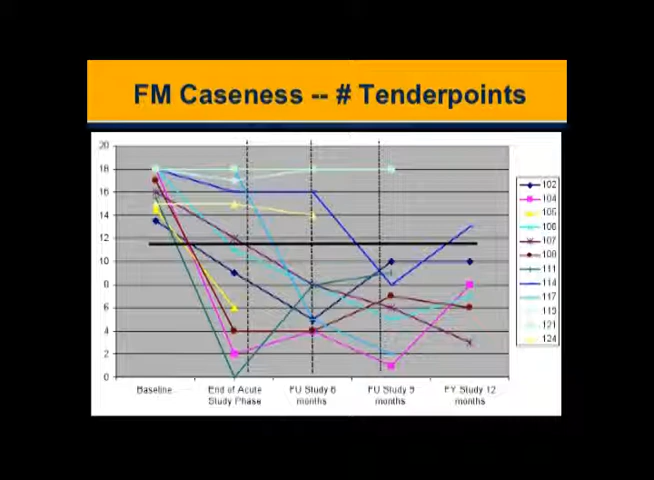 FM Caseness -- # Tenderpoints
20
18
16
14
12
10
8
6
4
2
0
Baseline
End of Acute
Study Phase
FU Study 6
months
FU Study 9
months
FY Study 12
months
102
104
105
106
107
108
111
114
117
119
121
124